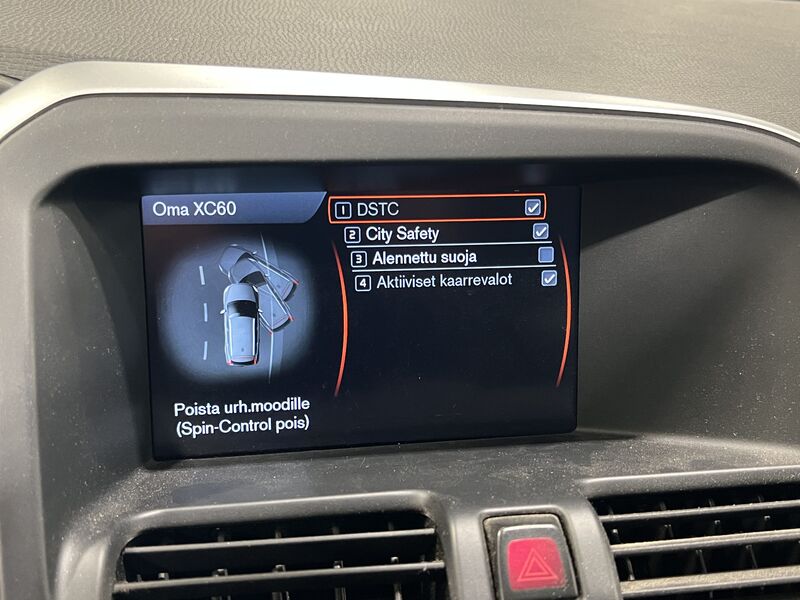 Oma XC60
1 DSTC
2 City Safety
3 Alennettu suoja
4 Aktiiviset kaarrevalot
Poista urh.moodille
(Spin-Control pois)